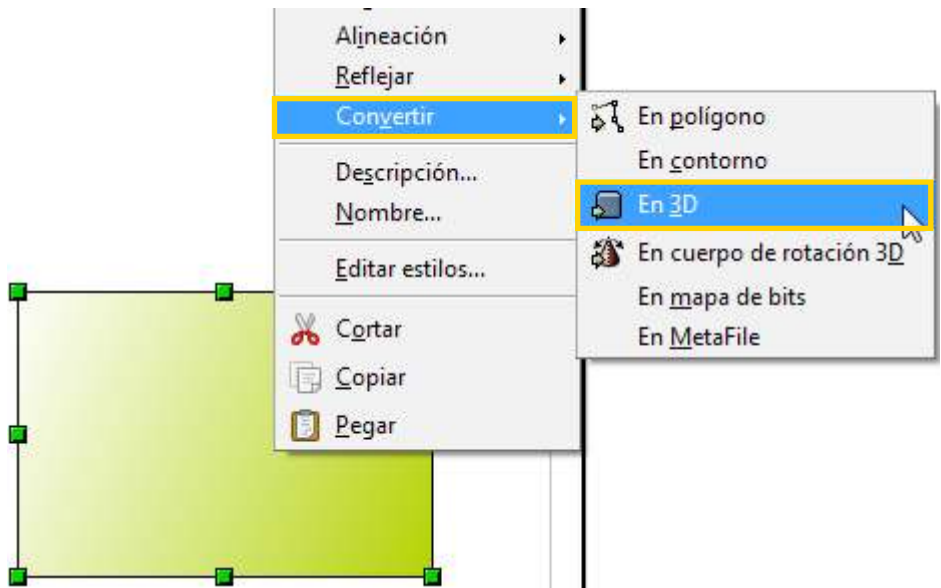 Alineación
Reflejar
Convertir
Descripción...
Nombre...
Editar estilos...
Cortar
Copiar
Pegar
En polígono
En contorno
En 3D
En cuerpo de rotación 3D
En mapa de bits
En MetaFile